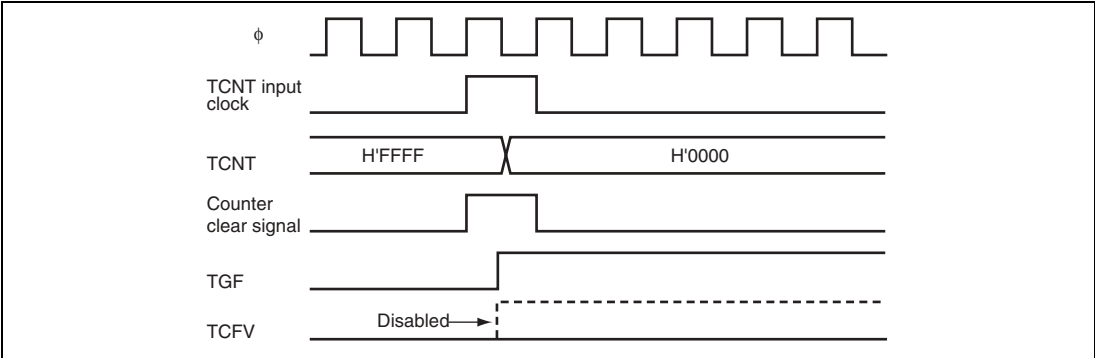 ϕ
TCNT input
clock
TCNT
H'FFFF
H'0000
Counter
clear signal
TGF
Disabled
TCFV